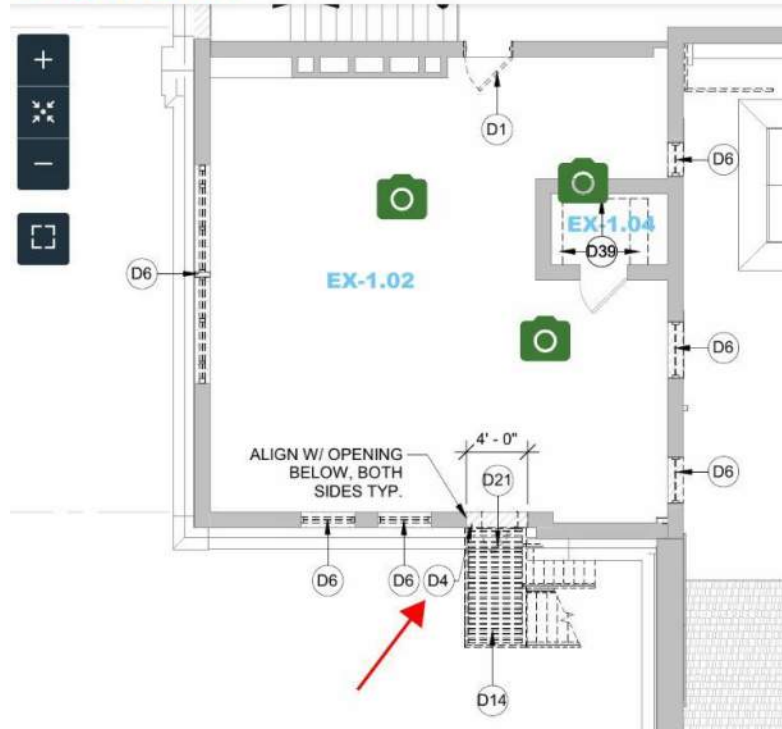 D1
D6
EX-1.04
D39
D6
EX-1.02
D6
4' - 0"
ALIGN W/ OPENING
BELOW, BOTH
SIDES TYP.
D21
D6
D6
D6
D4
D14